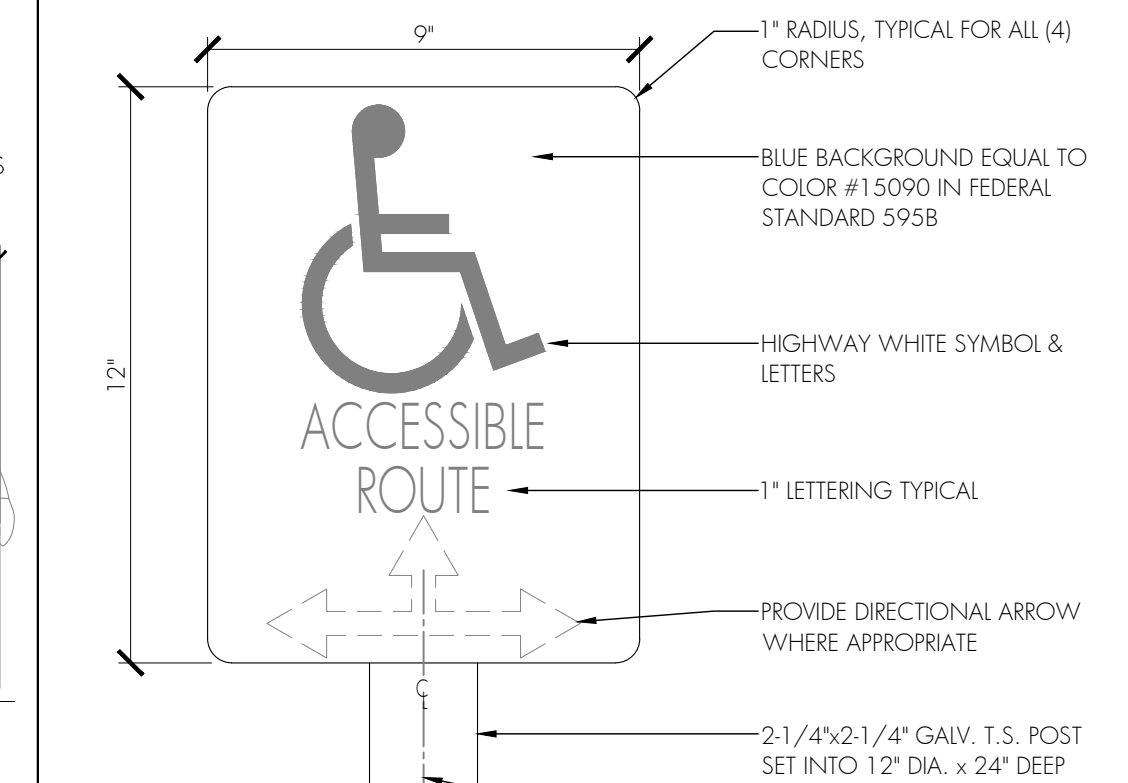 9"
1" RADIUS, TYPICAL FOR ALL (4)
CORNERS
BLUE BACKGROUND EQUAL TO
COLOR #15090 IN FEDERAL
STANDARD 595B
12"
HIGHWAY WHITE SYMBOL &
LETTERS
ACCESSIBLE
ROUTE
1" LETTERING TYPICAL
PROVIDE DIRECTIONAL ARROW
WHERE APPROPRIATE
CL
2-1/4"x2-1/4" GALV. T.S. POST
SET INTO 12" DIA. x 24" DEEP
S